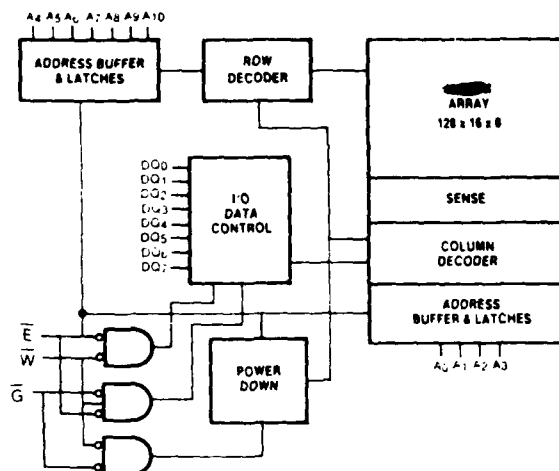 A4 A5 A6 A7 A8 A9 A10
ADDRESS BUFFER
& LATCHES
ROW
DECODER
ARRAY
128 x 16 x 8
DQ0
DQ1
DQ2
DQ3
DQ4
DQ5
DQ6
DQ7
I/O
DATA
CONTROL
SENSE
COLUMN
DECODER
ADDRESS
BUFFER & LATCHES
A0 A1 A2 A3
E
W
G
POWER
DOWN